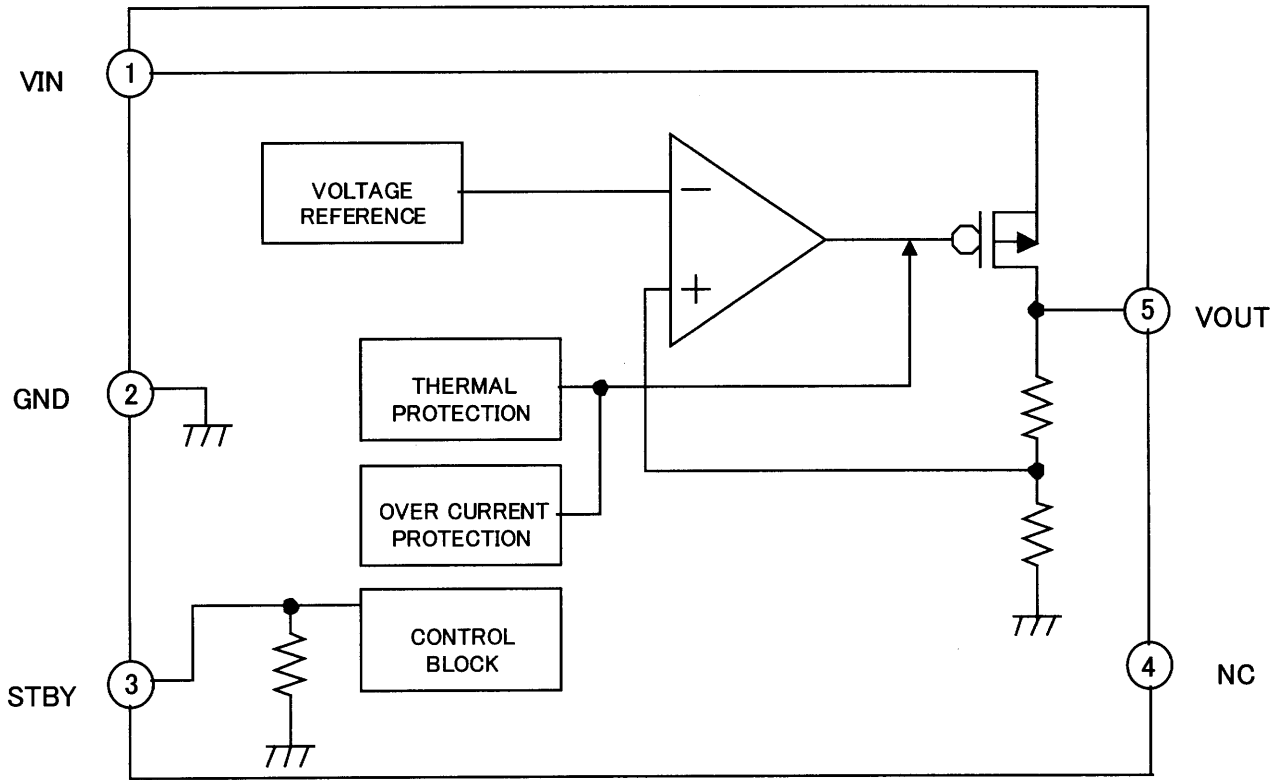 VIN
1
VOLTAGE
REFERENCE
−
+
5
VOUT
GND
2
THERMAL
PROTECTION
OVER CURRENT
PROTECTION
STBY
3
CONTROL
BLOCK
4
NC